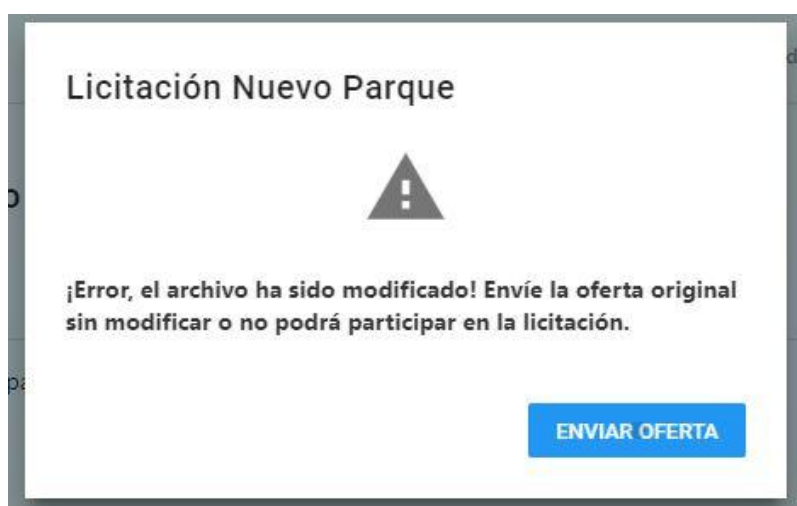 Licitación Nuevo Parque
¡Error, el archivo ha sido modificado! Envíe la oferta original
sin modificar o no podrá participar en la licitación.
ENVIAR OFERTA